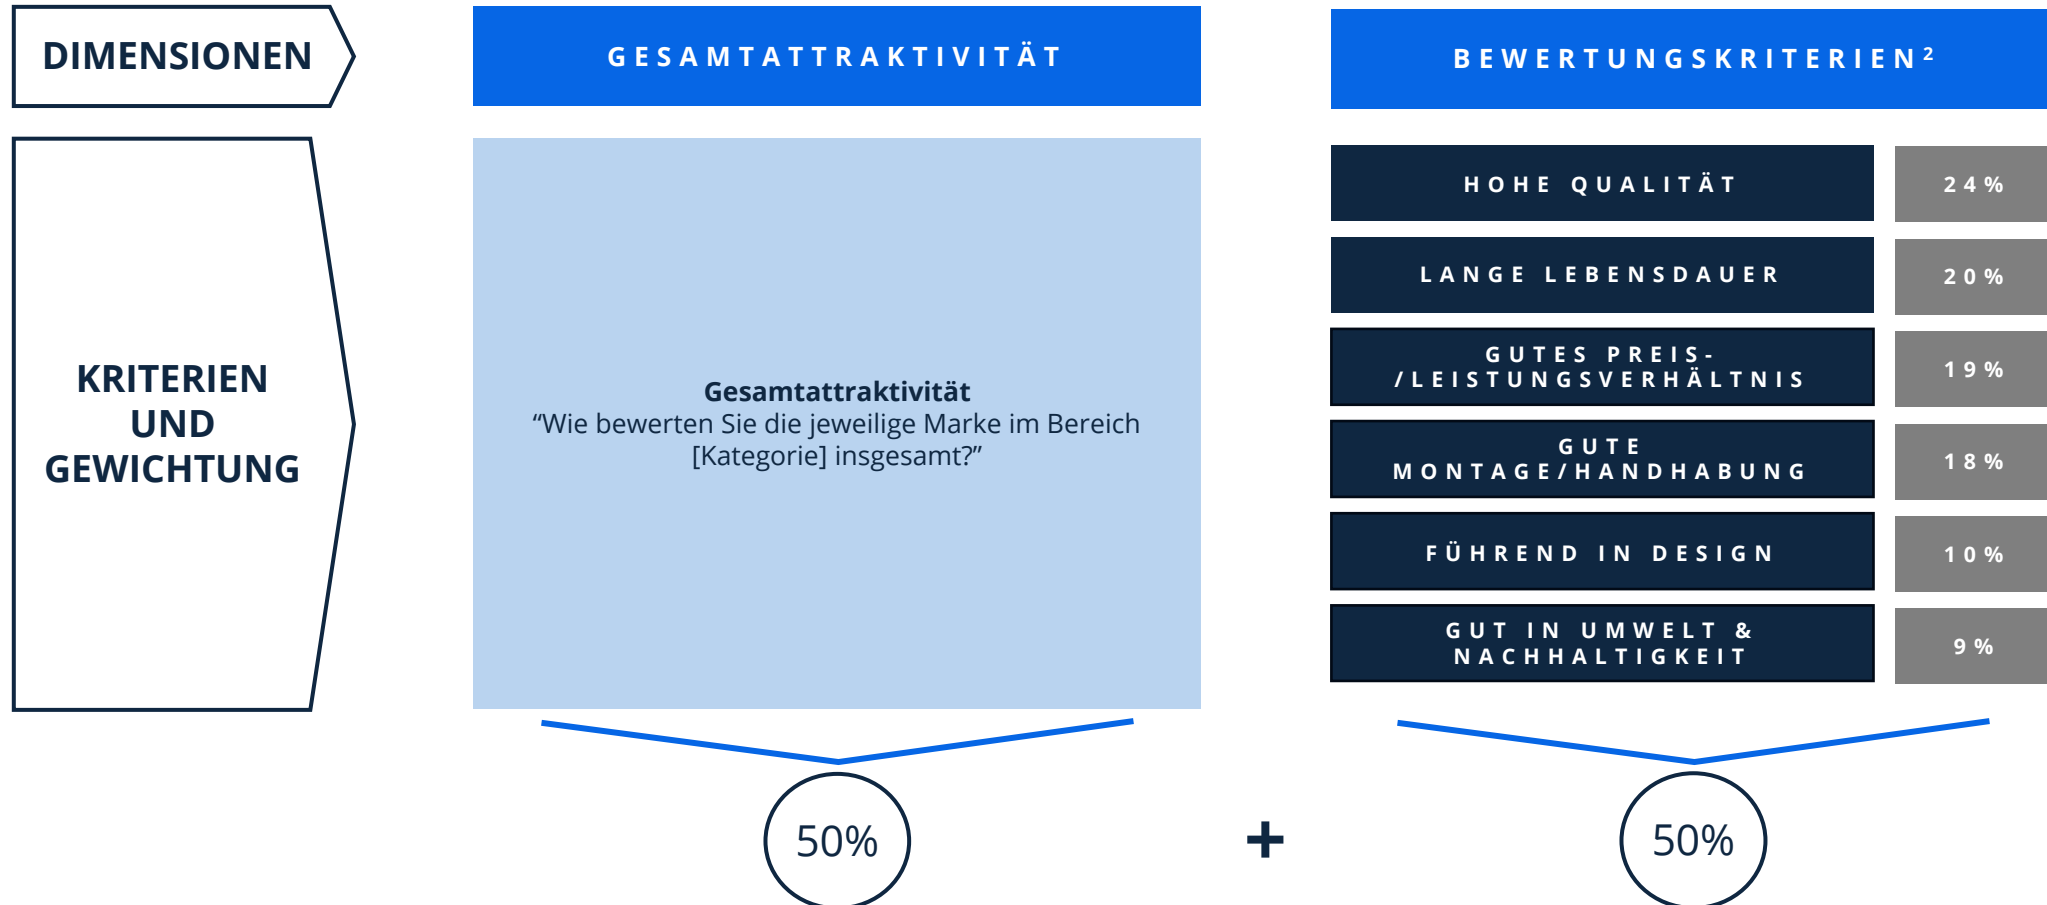 DIMENSIONEN
GESAMTATTRAKTIVITÄT
BEWERTUNGSKRITERIEN²
KRITERIEN
UND
GEWICHTUNG
Gesamtattraktivität
“Wie bewerten Sie die jeweilige Marke im Bereich
[Kategorie] insgesamt?”
HOHE QUALITÄT
24%
LANGE LEBENSDAUER
20%
GUTES PREIS-
/LEISTUNGSVERHÄLTNIS
19%
GUTE
MONTAGE/HANDHABUNG
18%
FÜHREND IN DESIGN
10%
GUT IN UMWELT &
NACHHALTIGKEIT
9%
50%
+
50%